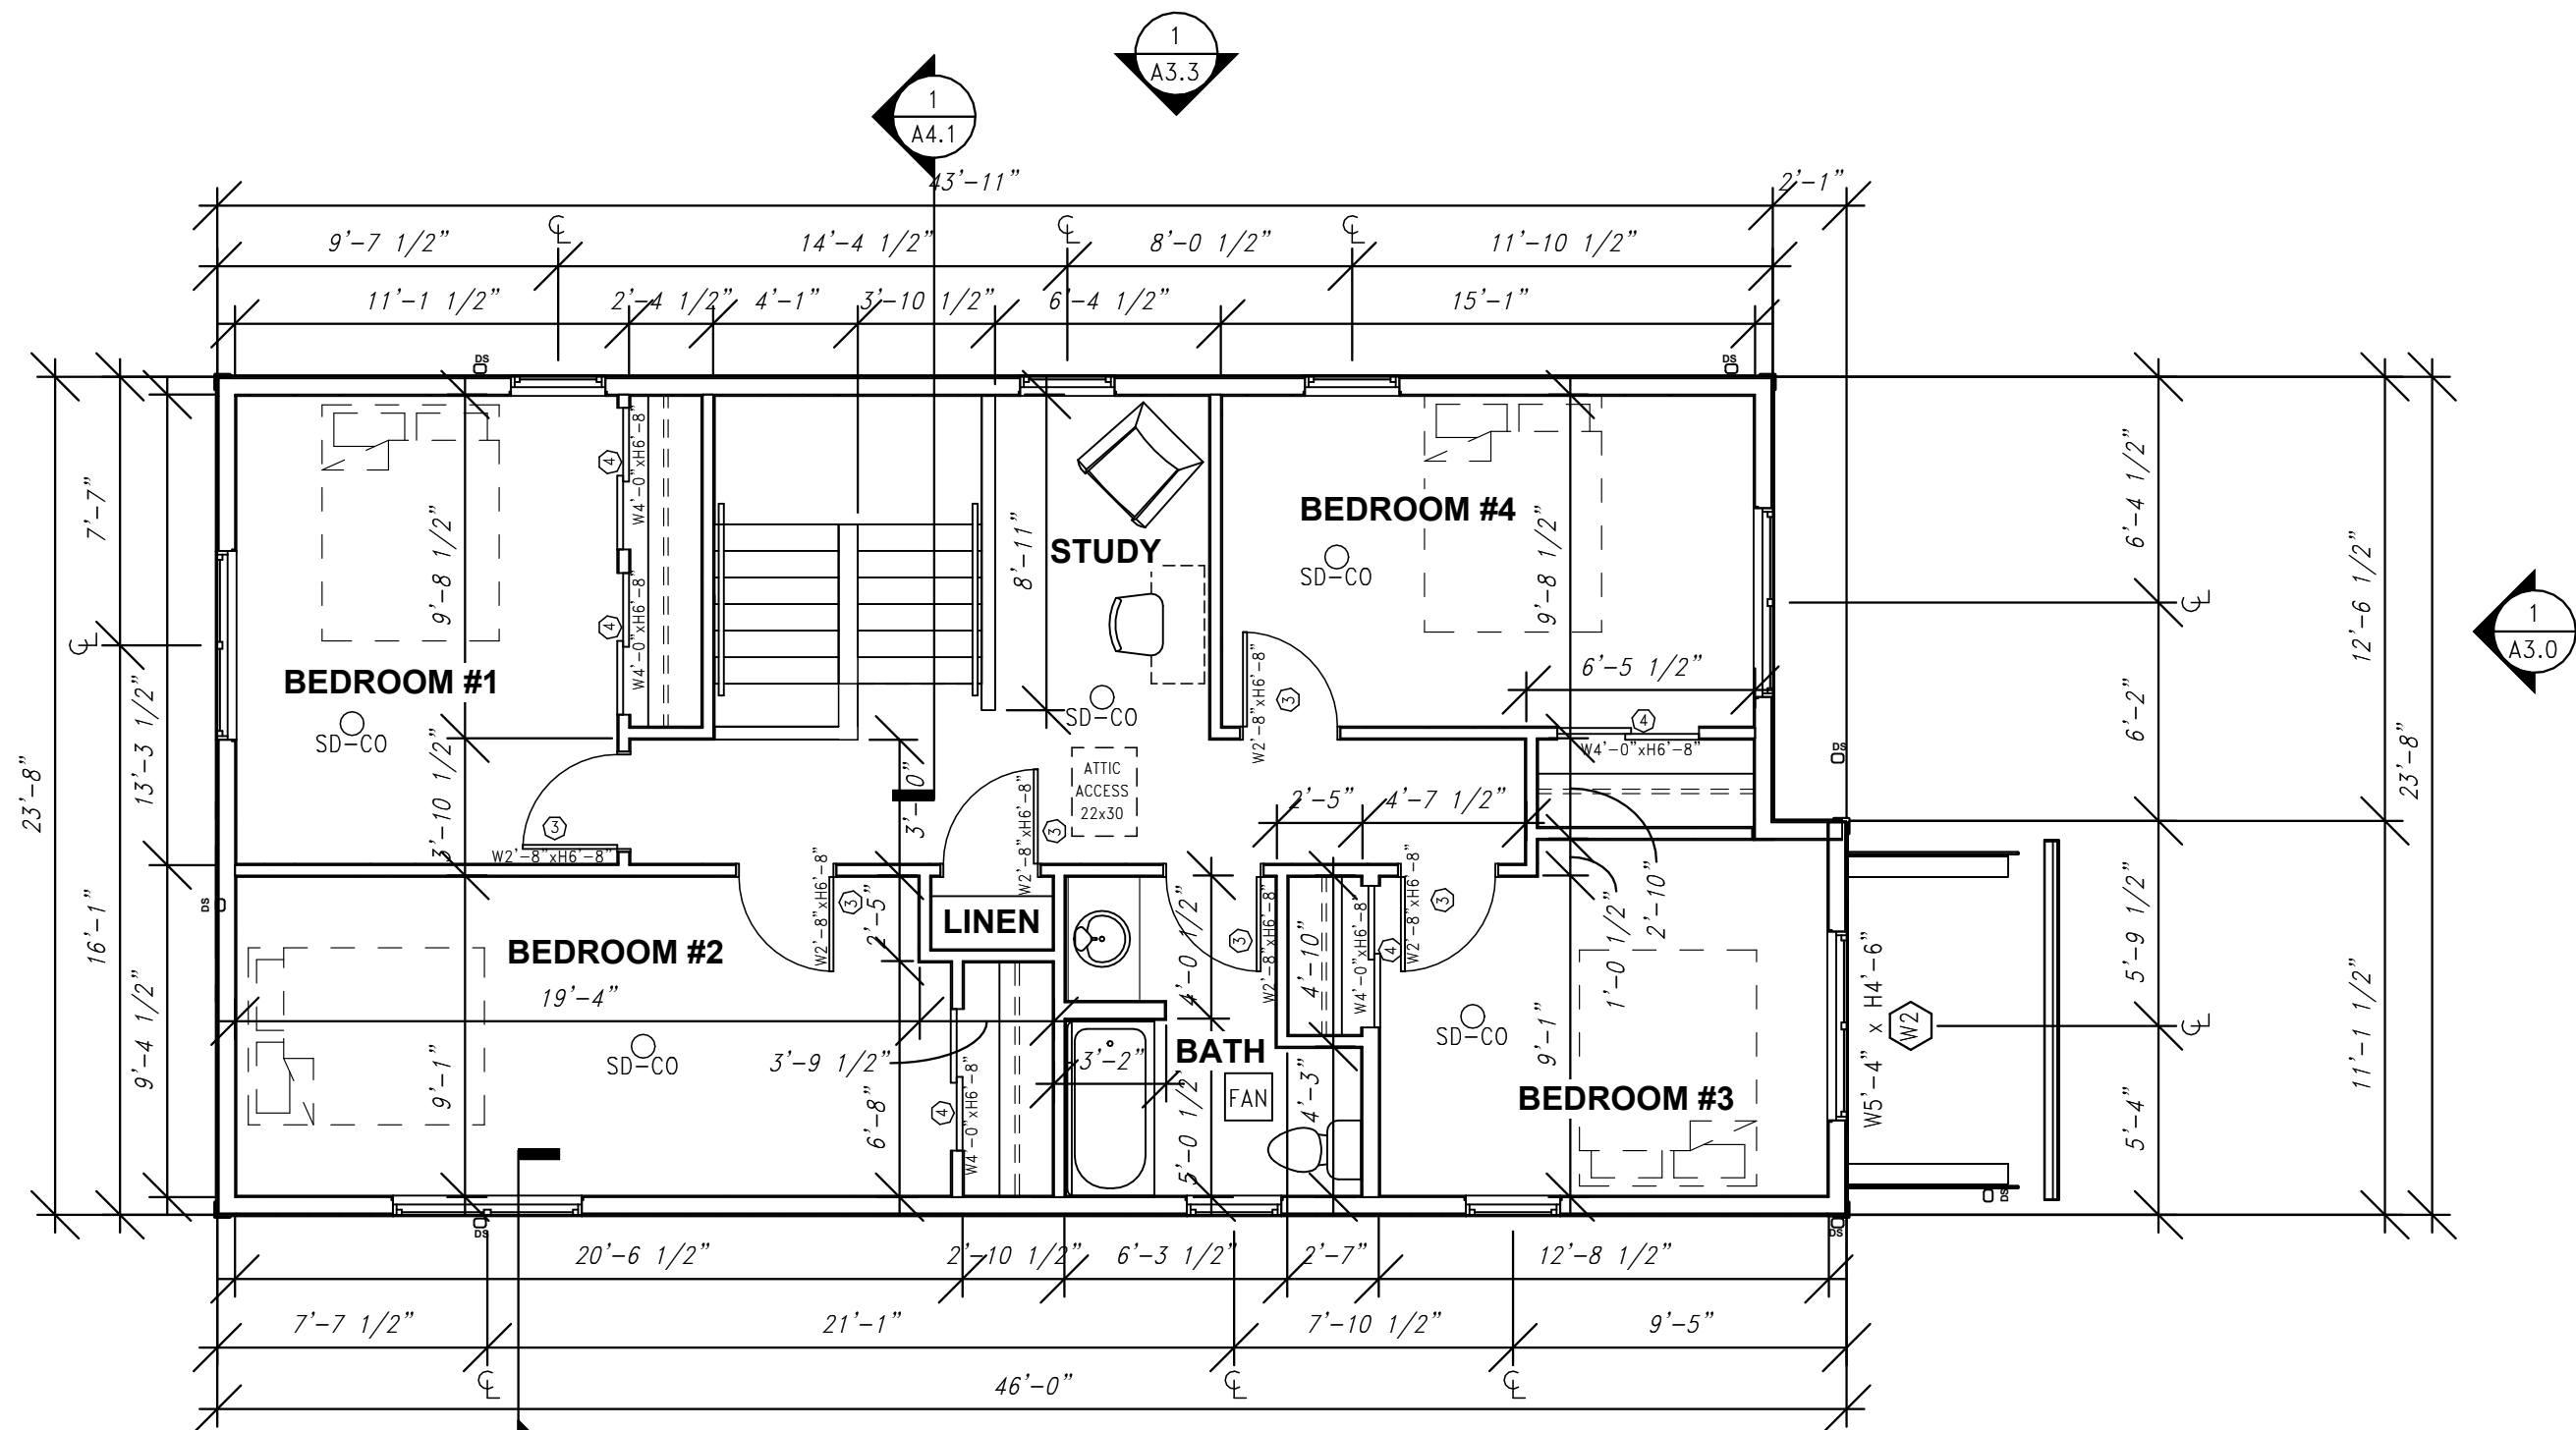 1
A3.3
1
A4.1
43’-11”
2’-1”
9’-7 1/2”
14’-4 1/2”
8’-0 1/2”
11’-10 1/2”
11’-1 1/2”
2’-4 1/2”
4’-1”
3’-10 1/2”
6’-4 1/2”
15’-1”
DS
DS
W4’-0”xH6’-8”
4
BEDROOM #4
STUDY
9’-8 1/2”
8’-11”
9’-8 1/2”
SD-CO
7’-7”
6’-4 1/2”
12’-6 1/2”
1
A3.0
W4’-0”xH6’-8”
4
BEDROOM #1
SD-CO
SD-CO
W2’-8”xH6’-8”
3
6’-5 1/2”
4
W4’-0”xH6’-8”
DS
6’-2”
23’-8”
13’-3 1/2”
23’-8”
3’-10 1/2”
3’-0”
ATTIC
ACCESS
22x30
2’-5”
4’-7 1/2”
3
W2’-8”xH6’-8”
W2’-8”xH6’-8”
3
DS
16’-1”
BEDROOM #2
W2’-8”xH6’-8”
3
2’-5”
LINEN
4’-0 1/2”
3
W2’-8”xH6’-8”
4’-10”
W4’-0”xH6’-8”
4
W2’-8”xH6’-8”
3
1’-0 1/2”
2’-10”
5’-9 1/2”
W5’-4” x H4’-6”
W2
11’-1 1/2”
9’-4 1/2”
19’-4”
9’-1”
SD-CO
3’-9 1/2”
6’-8”
4
W4’-0”xH6’-8”
3’-2”
BATH
FAN
5’-0 1/2”
4’-3”
SD-CO
9’-1”
BEDROOM #3
5’-4”
DS
DS
DS
20’-6 1/2”
2’-10 1/2”
6’-3 1/2”
2’-7”
12’-8 1/2”
7’-7 1/2”
21’-1”
7’-10 1/2”
9’-5”
46’-0”